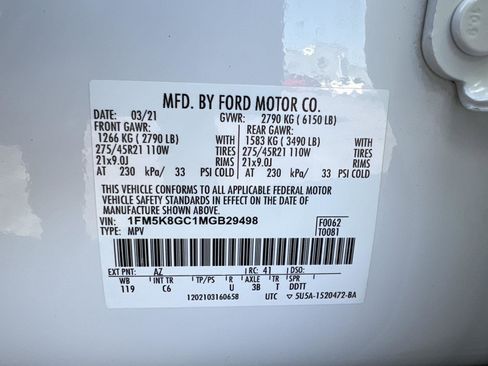 MFD. BY FORD MOTOR CO.
DATE: 03/21 GVWR: 2790 KG ( 6150 LB)
FRONT GAWR: REAR GAWR:
1266 KG ( 2790 LB) WITH 1583 KG ( 3490 LB) WITH
275/45R21 110W TIRES 275/45R21 110W TIRES
21x9.0J RIMS 21x9.0J RIMS
AT 230 kPa/ 33 PSI COLD AT 230 kPa/ 33 PSI COLD
THIS VEHICLE CONFORMS TO ALL APPLICABLE FEDERAL MOTOR
VEHICLE SAFETY STANDARDS IN EFFECT ON THE DATE OF
MANUFACTURE SHOWN ABOVE.
VIN: 1FM5K8GC1MGB29498 F0062
TYPE: MPV T0081
EXT PNT: AZ RC: 41 DSO:
WB INT TR TP/PS R AXLE TR SPR
119 C6 U 3B T DDTT
1202103160658 UTC ▽ 5U5A-1520472-BA